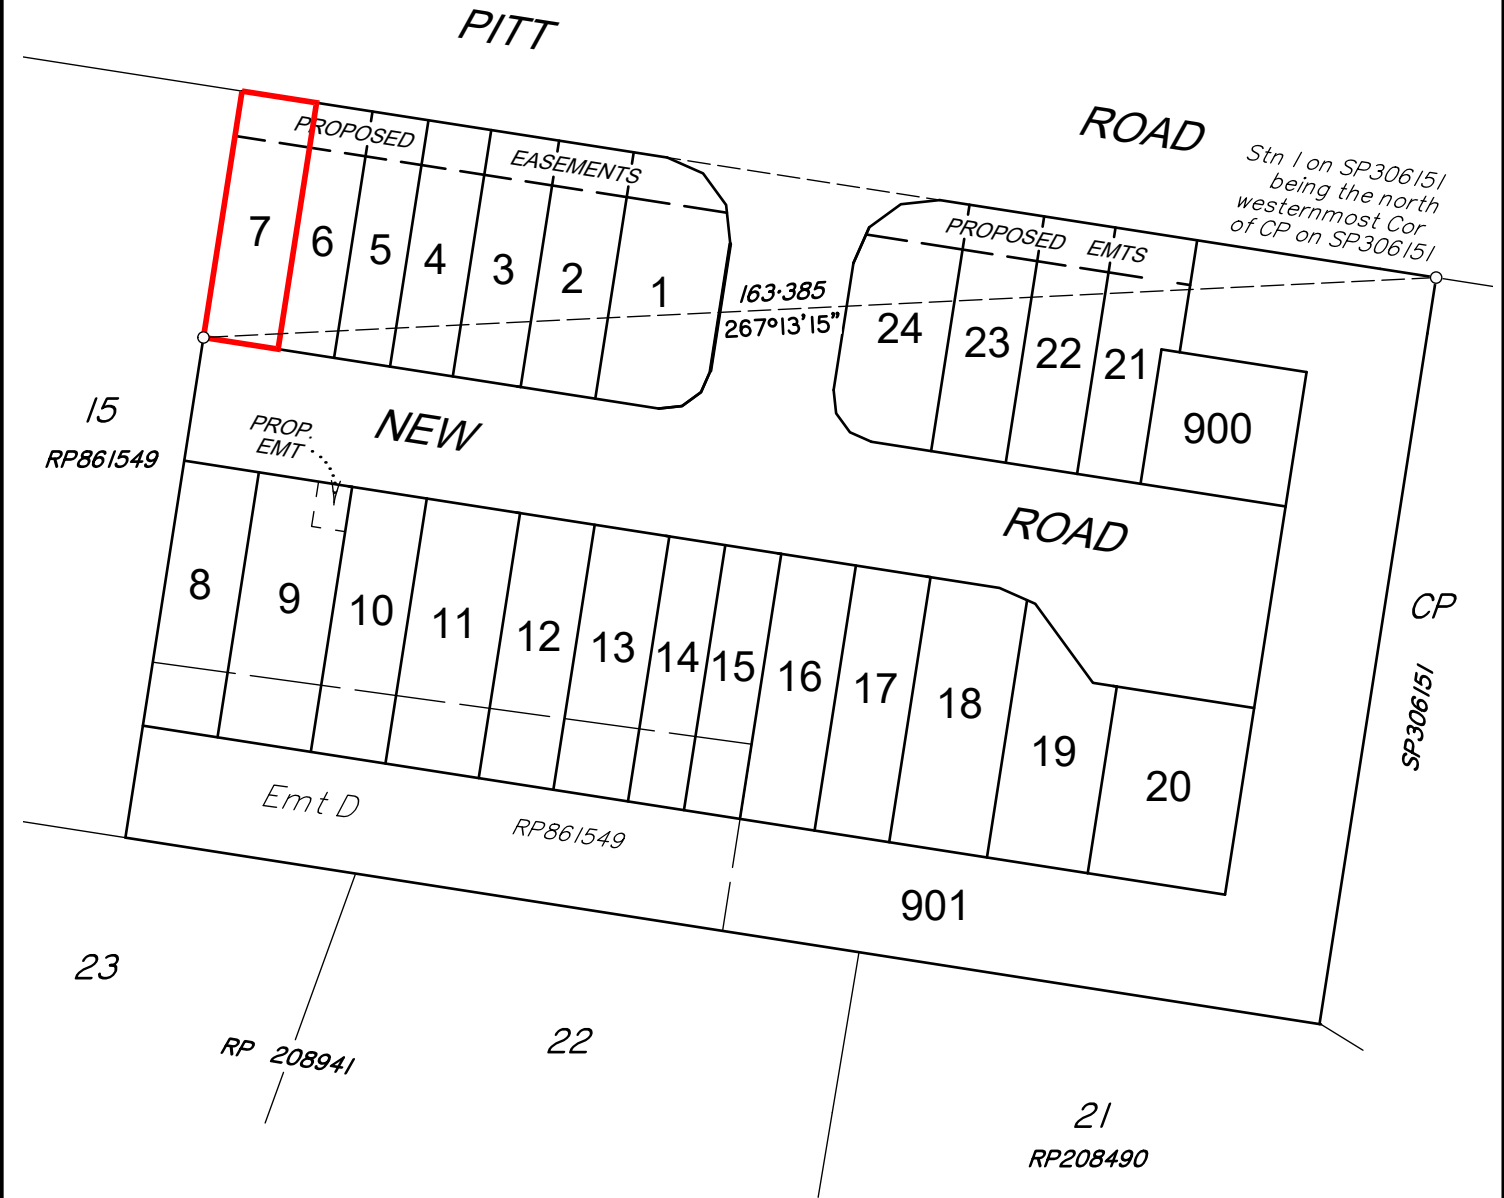 PITT
ROAD
Stn 1 on SP306151
being the north
westernmost Cor
of CP on SP306151
PROPOSED
EASEMENTS
PROPOSED EMTS
7
6
5
4
3
2
1
163·385
267°13'15"
24
23
22
21
900
15
RP861549
PROP.
EMT
NEW
ROAD
8
9
10
11
12
13
14
15
16
17
18
19
20
CP
SP306151
Emt D
RP861549
901
23
22
RP 208941
21
RP208490